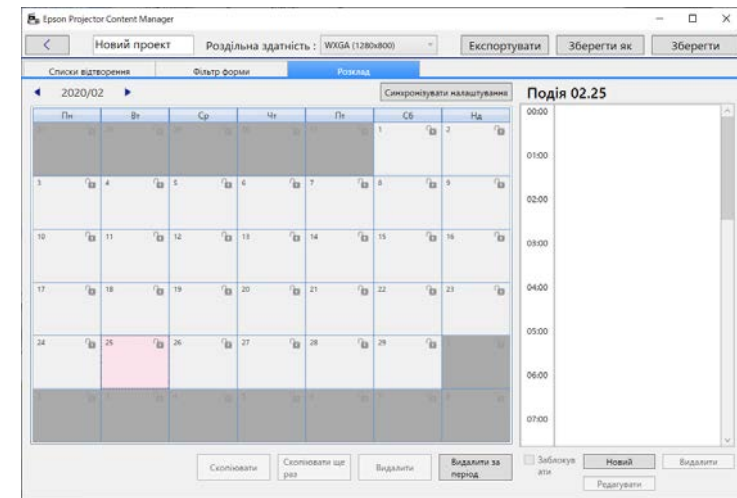 Epson Projector Content Manager
Новий проект Роздільна здатність : WXGA (1280x800) Експортувати Зберегти як Зберегти
Списки відтворення Фільтр форми Розклад
2020/02 Синхронізувати налаштування Подія 02.25
Пн Вт Ср Чт Пт Сб Нд
1 2
3 4 5 6 7 8 9
10 11 12 13 14 15 16
17 18 19 20 21 22 23
24 25 26 27 28 29
00:00
01:00
02:00
03:00
04:00
05:00
06:00
07:00
Скопіювати Скопіювати ще раз Видалити Видалити за період
Заблокувати Новий Видалити
Редагувати